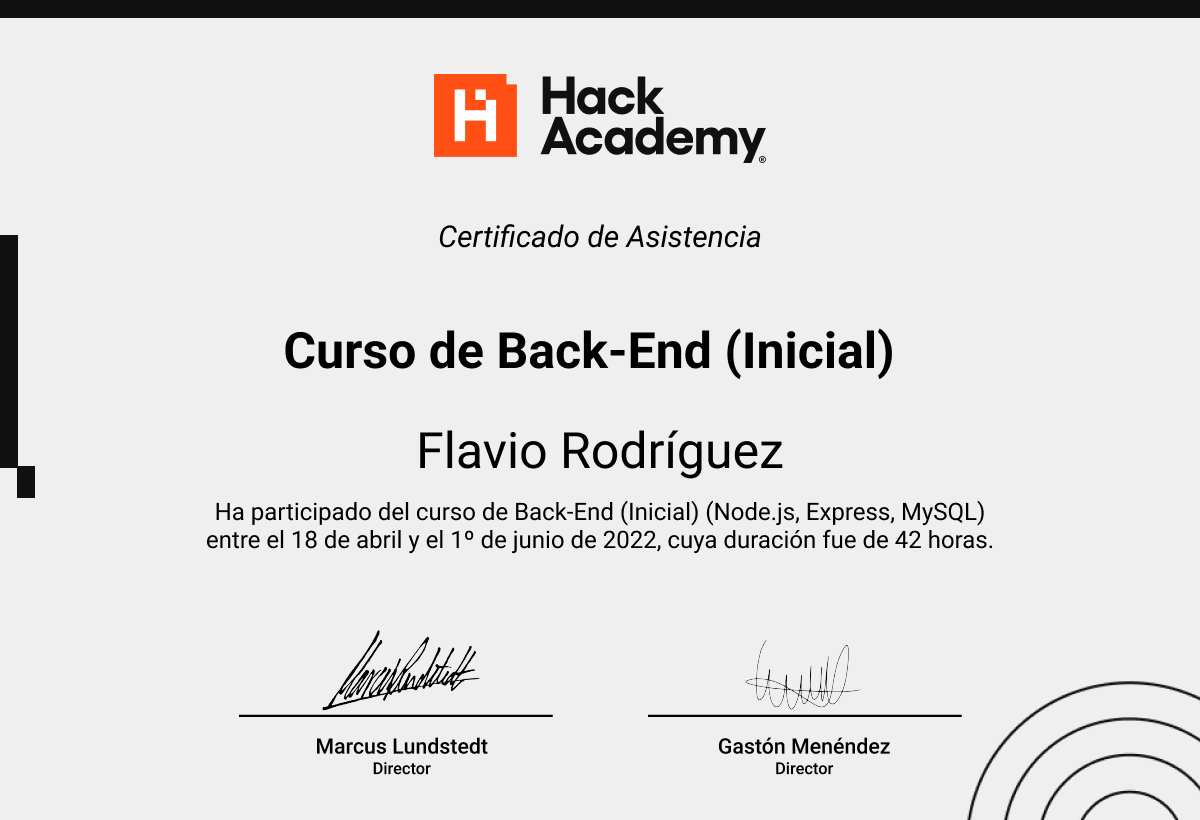 Hack
Academy®
Certificado de Asistencia
Curso de Back-End (Inicial)
Flavio Rodríguez
Ha participado del curso de Back-End (Inicial) (Node.js, Express, MySQL)
entre el 18 de abril y el 1º de junio de 2022, cuya duración fue de 42 horas.
Marcus Lundstedt
Marcus Lundstedt
Director
Gastón Menéndez
Director